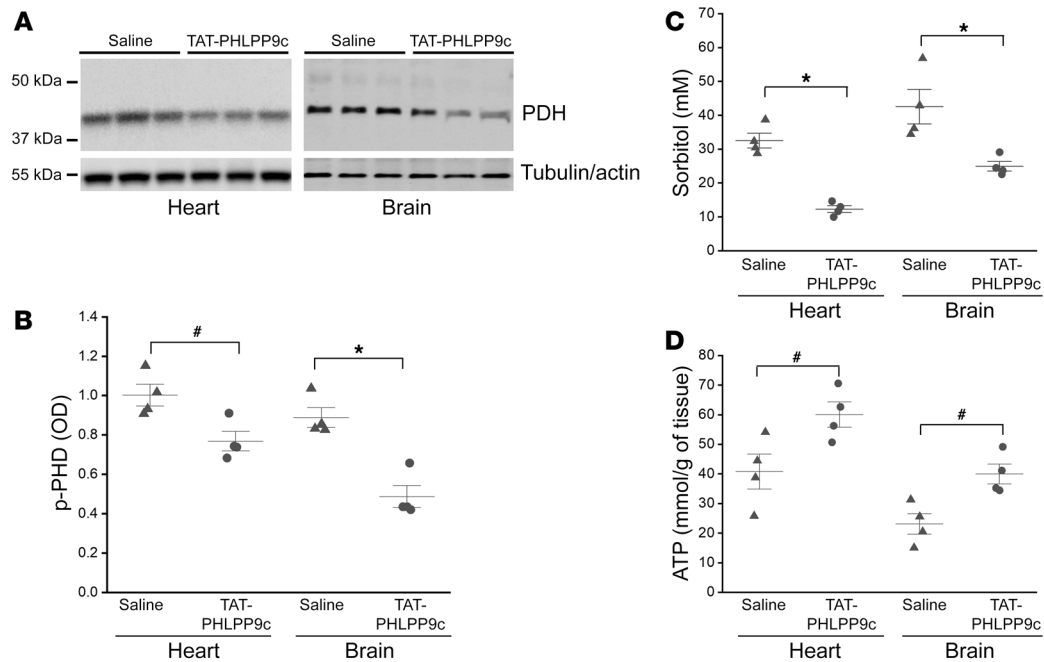 A
Saline
TAT-PHLPP9c
Saline
TAT-PHLPP9c
50 kDa
37 kDa
PDH
55 kDa
Tubulin/actin
Heart
Brain
B
p-PHD (OD)
1.4
1.2
1.0
0.8
0.6
0.4
0.2
0.0
#
*
Saline
TAT-
PHLPP9c
Saline
TAT-
PHLPP9c
Heart
Brain
C
Sorbitol (mM)
70
60
50
40
30
20
10
0
*
*
Saline
TAT-
PHLPP9c
Saline
TAT-
PHLPP9c
Heart
Brain
D
ATP (mmol/g of tissue)
80
70
60
50
40
30
20
10
0
#
#
Saline
TAT-
PHLPP9c
Saline
TAT-
PHLPP9c
Heart
Brain